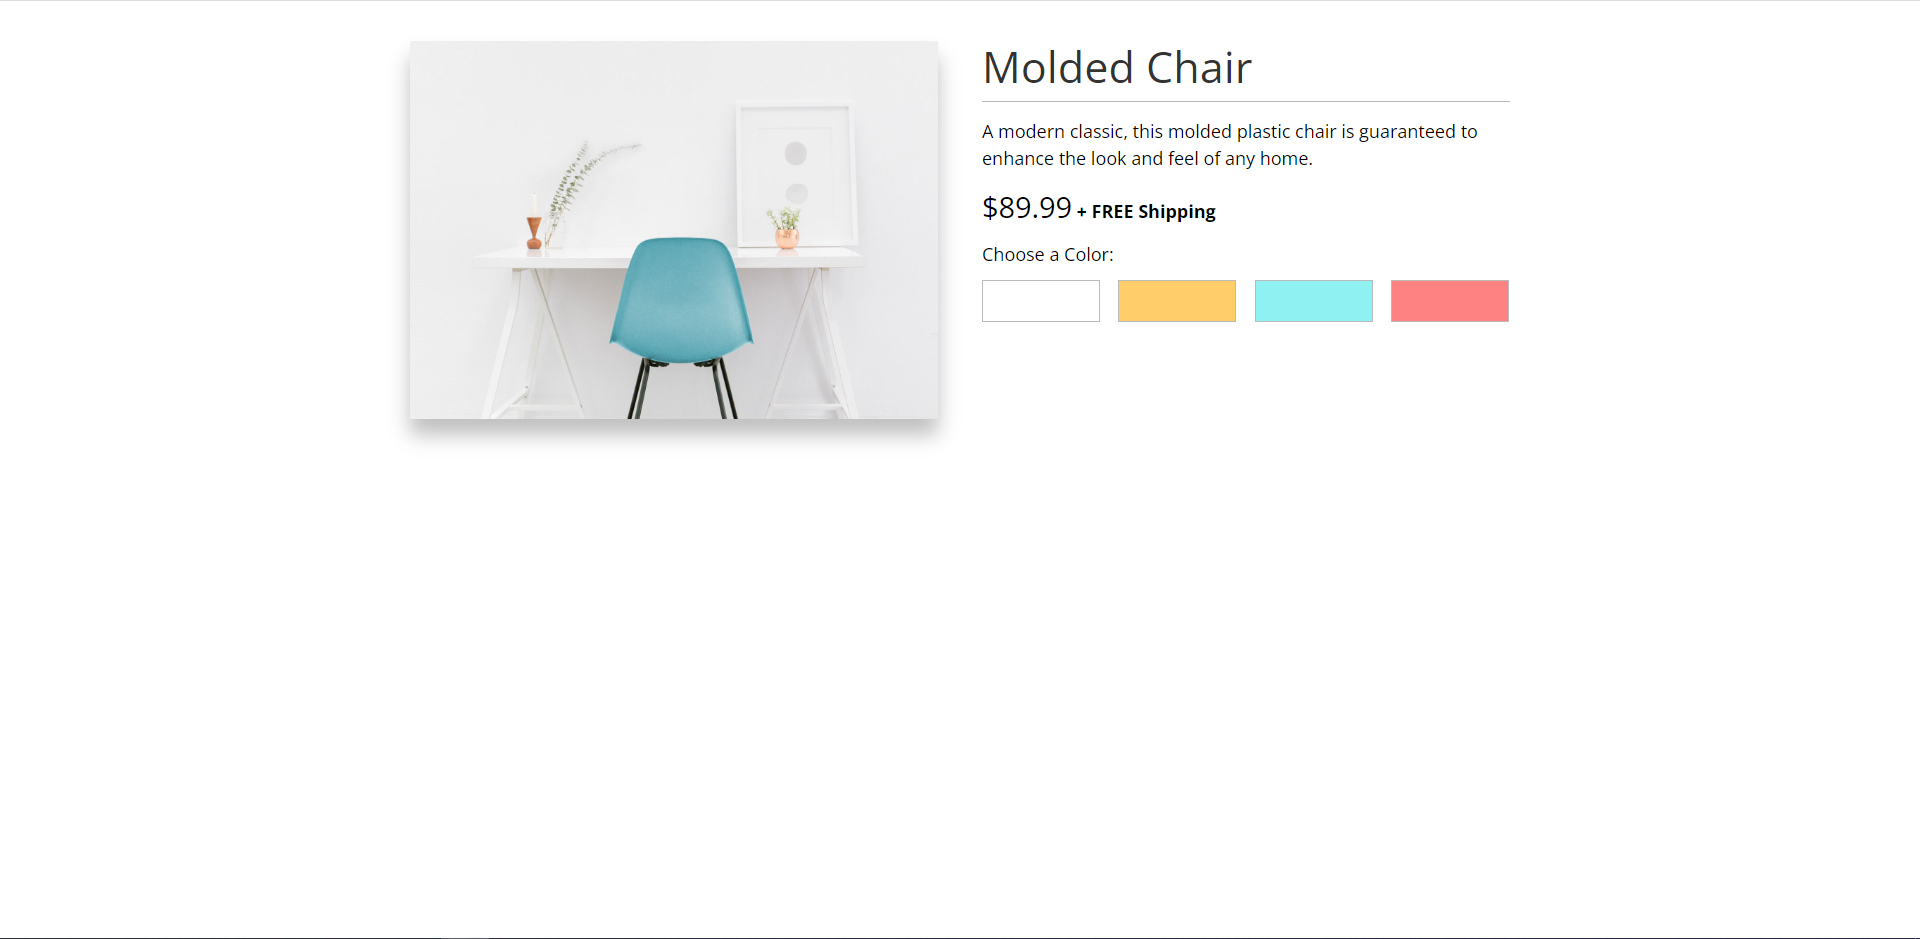 Molded Chair
A modern classic, this molded plastic chair is guaranteed to
enhance the look and feel of any home.
$89.99 + FREE Shipping
Choose a Color: